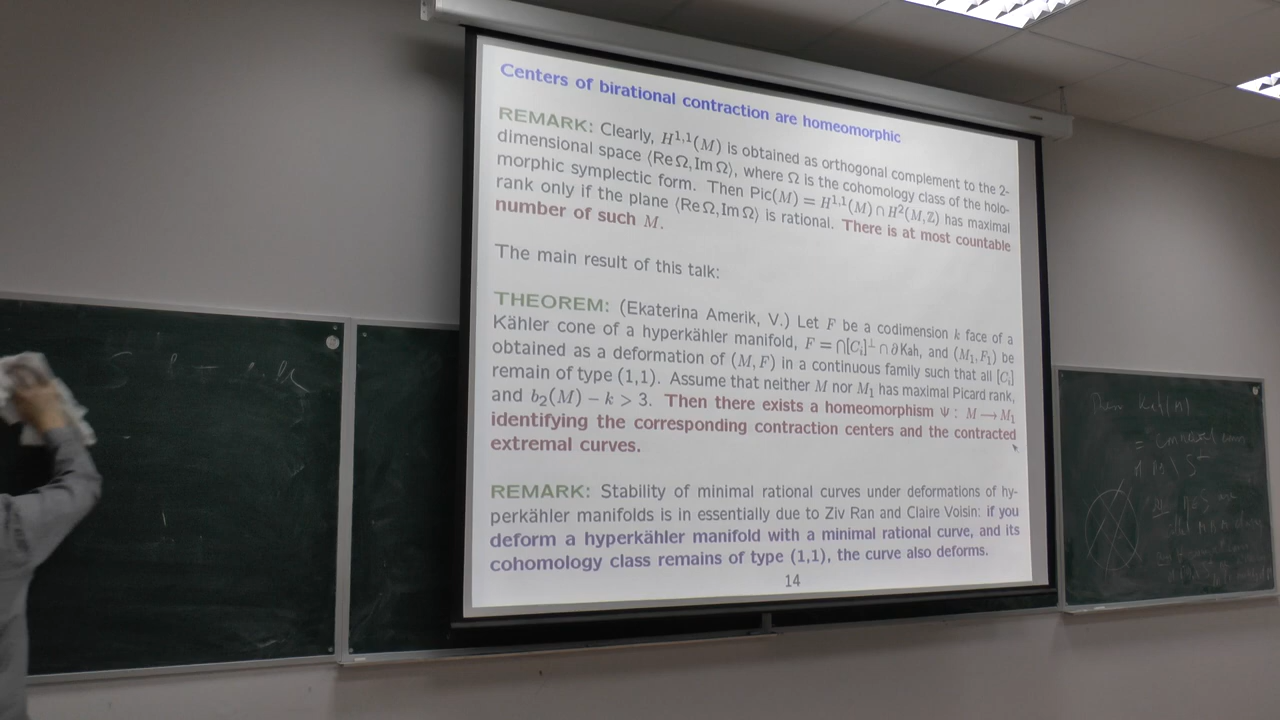 Centers of birational contraction are homeomorphic
REMARK: Clearly, H^{1,1}(M) is obtained as orthogonal complement to the 2-
dimensional space ⟨Re Ω, Im Ω⟩, where Ω is the cohomology class of the holo-
morphic symplectic form. Then Pic(M) = H^{1,1}(M) ∩ H^2(M,ℤ) has maximal
rank only if the plane ⟨Re Ω, Im Ω⟩ is rational. There is at most countable
number of such M.
The main result of this talk:
THEOREM: (Ekaterina Amerik, V.) Let F be a codimension k face of a
Kähler cone of a hyperkähler manifold, F = ⋂[C_i]^⊥ ∩ ∂Kah, and (M_1, F_1) be
obtained as a deformation of (M, F) in a continuous family such that all [C_i]
remain of type (1,1). Assume that neither M nor M_1 has maximal Picard rank,
and b_2(M) − k > 3. Then there exists a homeomorphism Ψ : M ⟶ M_1
identifying the corresponding contraction centers and the contracted
extremal curves.
REMARK: Stability of minimal rational curves under deformations of hy-
perkähler manifolds is in essentially due to Ziv Ran and Claire Voisin: if you
deform a hyperkähler manifold with a minimal rational curve, and its
cohomology class remains of type (1,1), the curve also deforms.
14